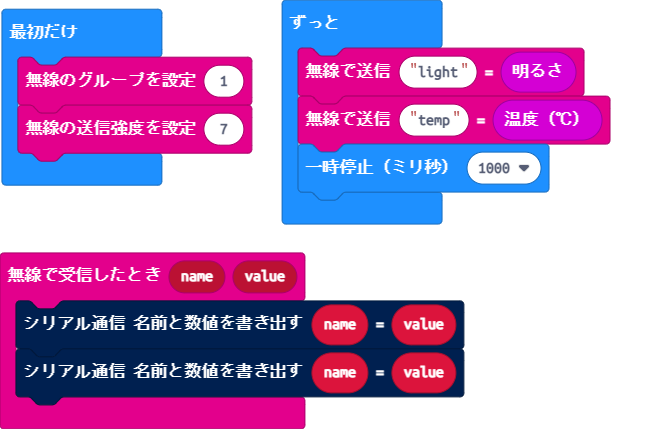 最初だけ
無線のグループを設定 1
無線の送信強度を設定 7
ずっと
無線で送信 "light" = 明るさ
無線で送信 "temp" = 温度（℃）
一時停止（ミリ秒） 1000
無線で受信したとき name value
シリアル通信 名前と数値を書き出す name = value
シリアル通信 名前と数値を書き出す name = value